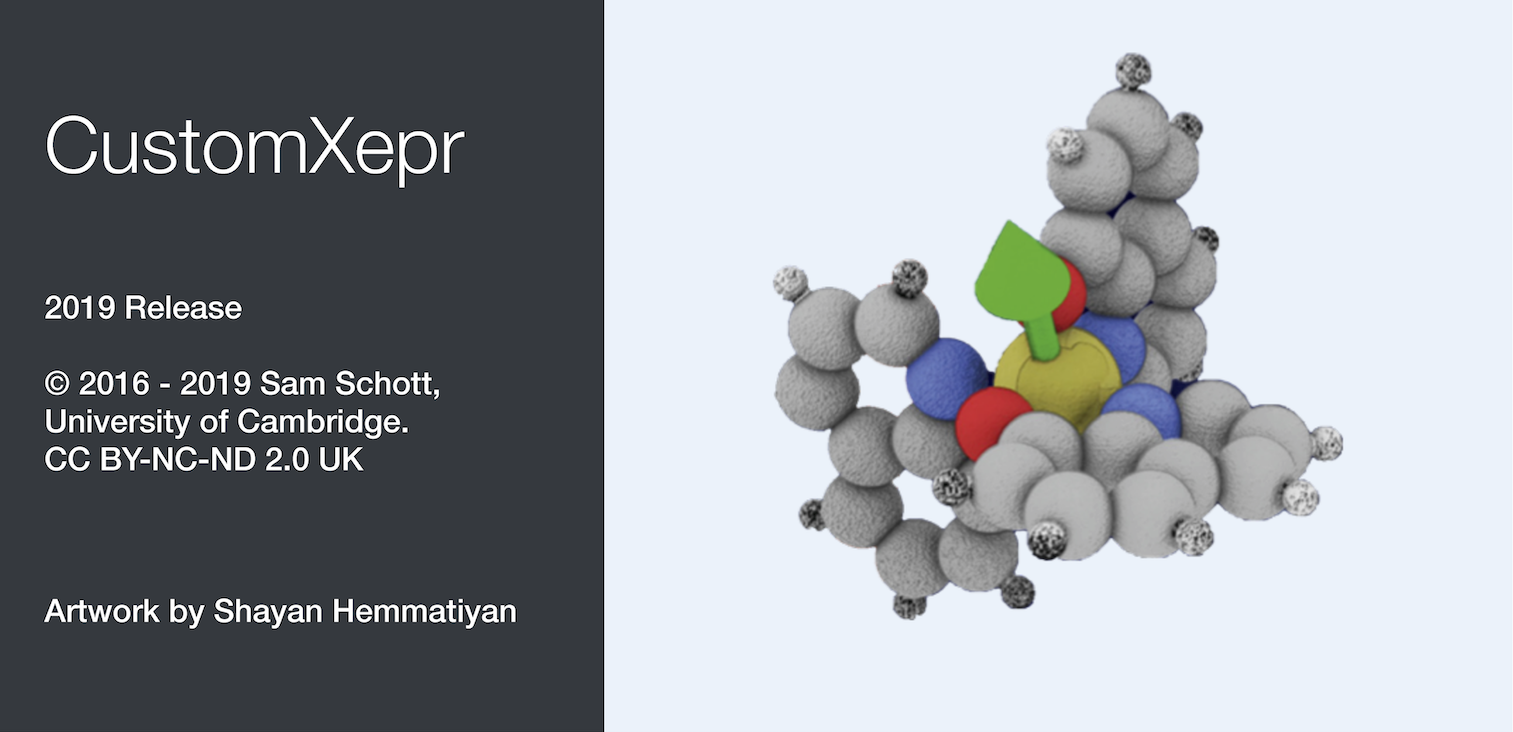 CustomXepr
2019 Release
© 2016 - 2019 Sam Schott,
University of Cambridge.
CC BY-NC-ND 2.0 UK
Artwork by Shayan Hemmatiyan